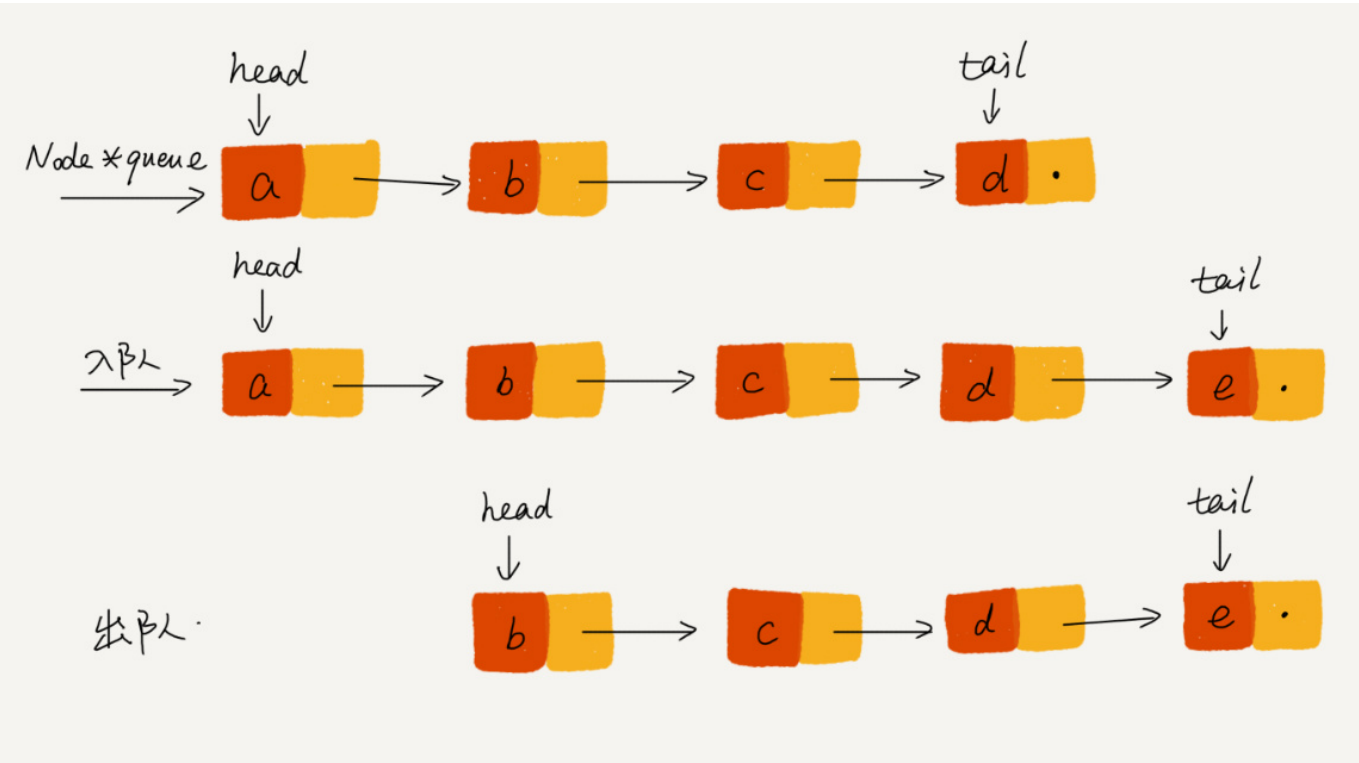 head tail
Node *queue
a b c d
head tail
入队
a b c d e
head tail
出队.
b c d e